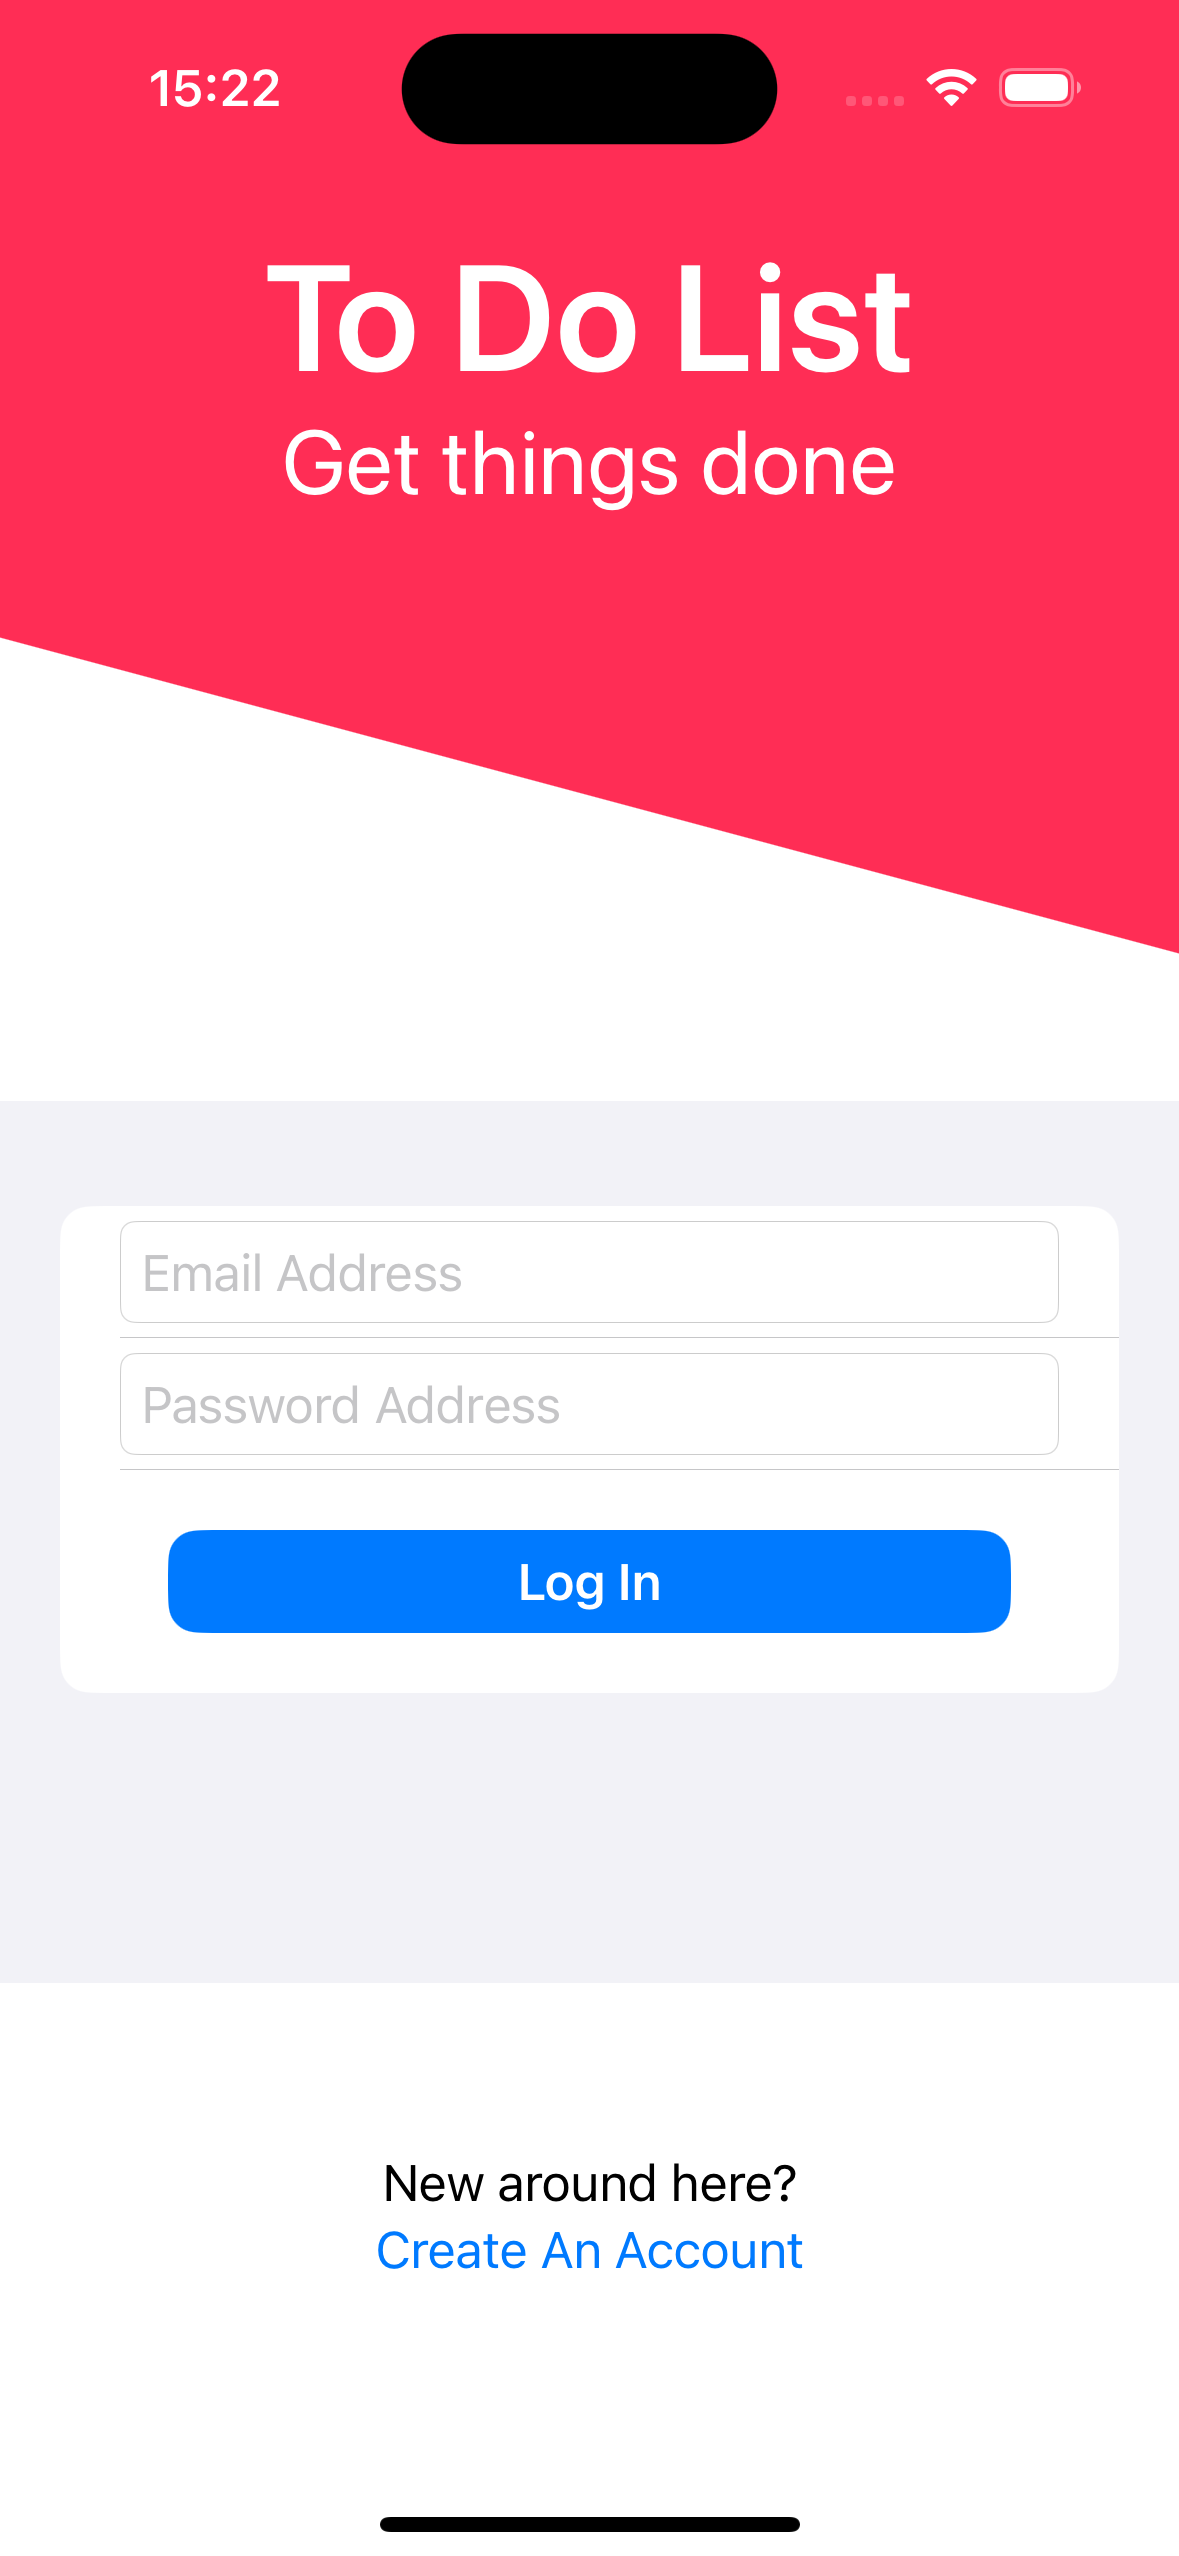 15:22
To Do List
Get things done
Email Address
Password Address
Log In
New around here?
Create An Account